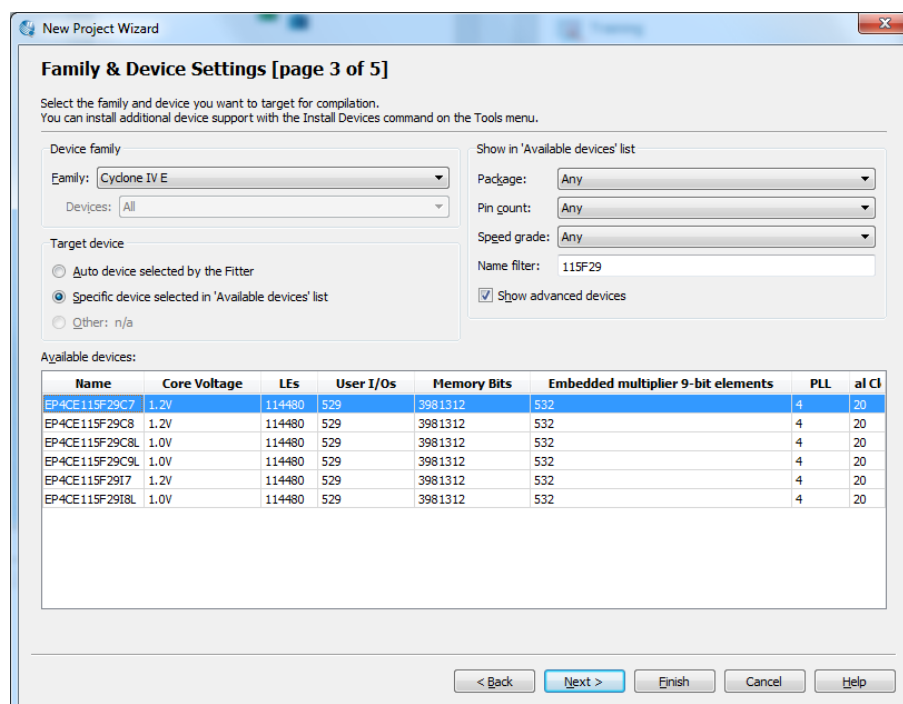 New Project Wizard
Family & Device Settings [page 3 of 5]
Select the family and device you want to target for compilation.
You can install additional device support with the Install Devices command on the Tools menu.
Device family
Family: Cyclone IV E
Devices: All
Target device
Auto device selected by the Fitter
Specific device selected in 'Available devices' list
Other: n/a
Show in 'Available devices' list
Package: Any
Pin count: Any
Speed grade: Any
Name filter: 115F29
Show advanced devices
Available devices:
Name Core Voltage LEs User I/Os Memory Bits Embedded multiplier 9-bit elements PLL al Cl
EP4CE115F29C7 1.2V 114480 529 3981312 532 4 20
EP4CE115F29C8 1.2V 114480 529 3981312 532 4 20
EP4CE115F29C8L 1.0V 114480 529 3981312 532 4 20
EP4CE115F29C9L 1.0V 114480 529 3981312 532 4 20
EP4CE115F29I7 1.2V 114480 529 3981312 532 4 20
EP4CE115F29I8L 1.0V 114480 529 3981312 532 4 20
< Back Next > Finish Cancel Help